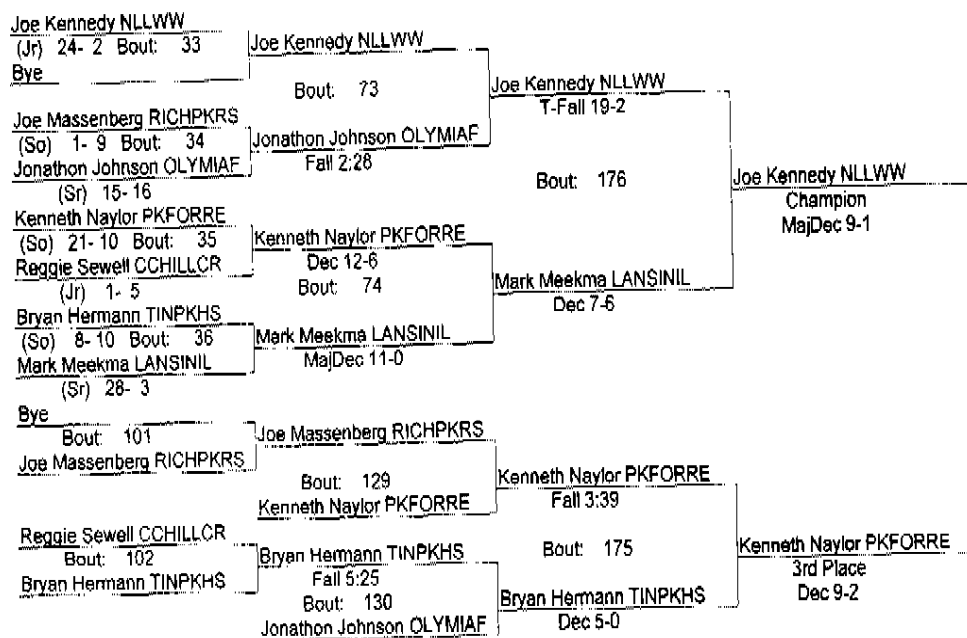 Joe Kennedy NLLWW
(Jr) 24- 2 Bout: 33
Bye
Joe Kennedy NLLWW
Bout: 73
Joe Massenberg RICHPKRS
(So) 1- 9 Bout: 34
Jonathon Johnson OLYMIAF
(Sr) 15- 16
Jonathon Johnson OLYMIAF
Fall 2:28
Joe Kennedy NLLWW
T-Fall 19-2
Bout: 176
Kenneth Naylor PKFORRE
(So) 21- 10 Bout: 35
Reggie Sewell CCHILLCR
(Jr) 1- 5
Kenneth Naylor PKFORRE
Dec 12-6
Bout: 74
Bryan Hermann TINPKHS
(So) 8- 10 Bout: 36
Mark Meekma LANSINIL
(Sr) 28- 3
Mark Meekma LANSINIL
MajDec 11-0
Mark Meekma LANSINIL
Dec 7-6
Joe Kennedy NLLWW
Champion
MajDec 9-1
Bye
Bout: 101
Joe Massenberg RICHPKRS
Joe Massenberg RICHPKRS
Bout: 129
Kenneth Naylor PKFORRE
Kenneth Naylor PKFORRE
Fall 3:39
Bout: 175
Reggie Sewell CCHILLCR
Bout: 102
Bryan Hermann TINPKHS
Bryan Hermann TINPKHS
Fall 5:25
Bout: 130
Jonathon Johnson OLYMIAF
Bryan Hermann TINPKHS
Dec 5-0
Kenneth Naylor PKFORRE
3rd Place
Dec 9-2